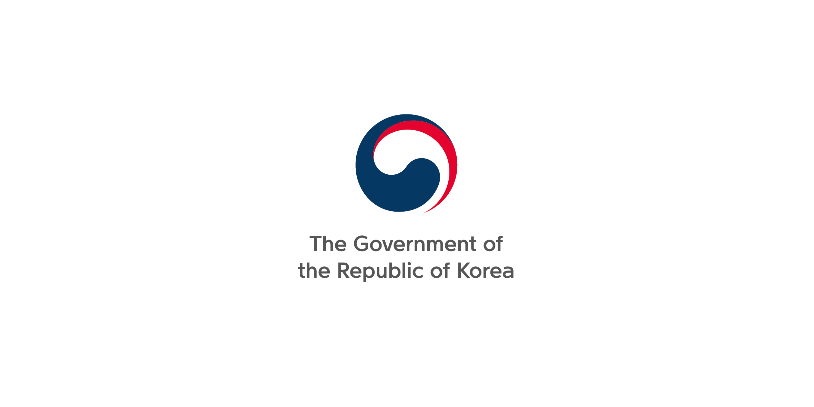 The Government of
the Republic of Korea